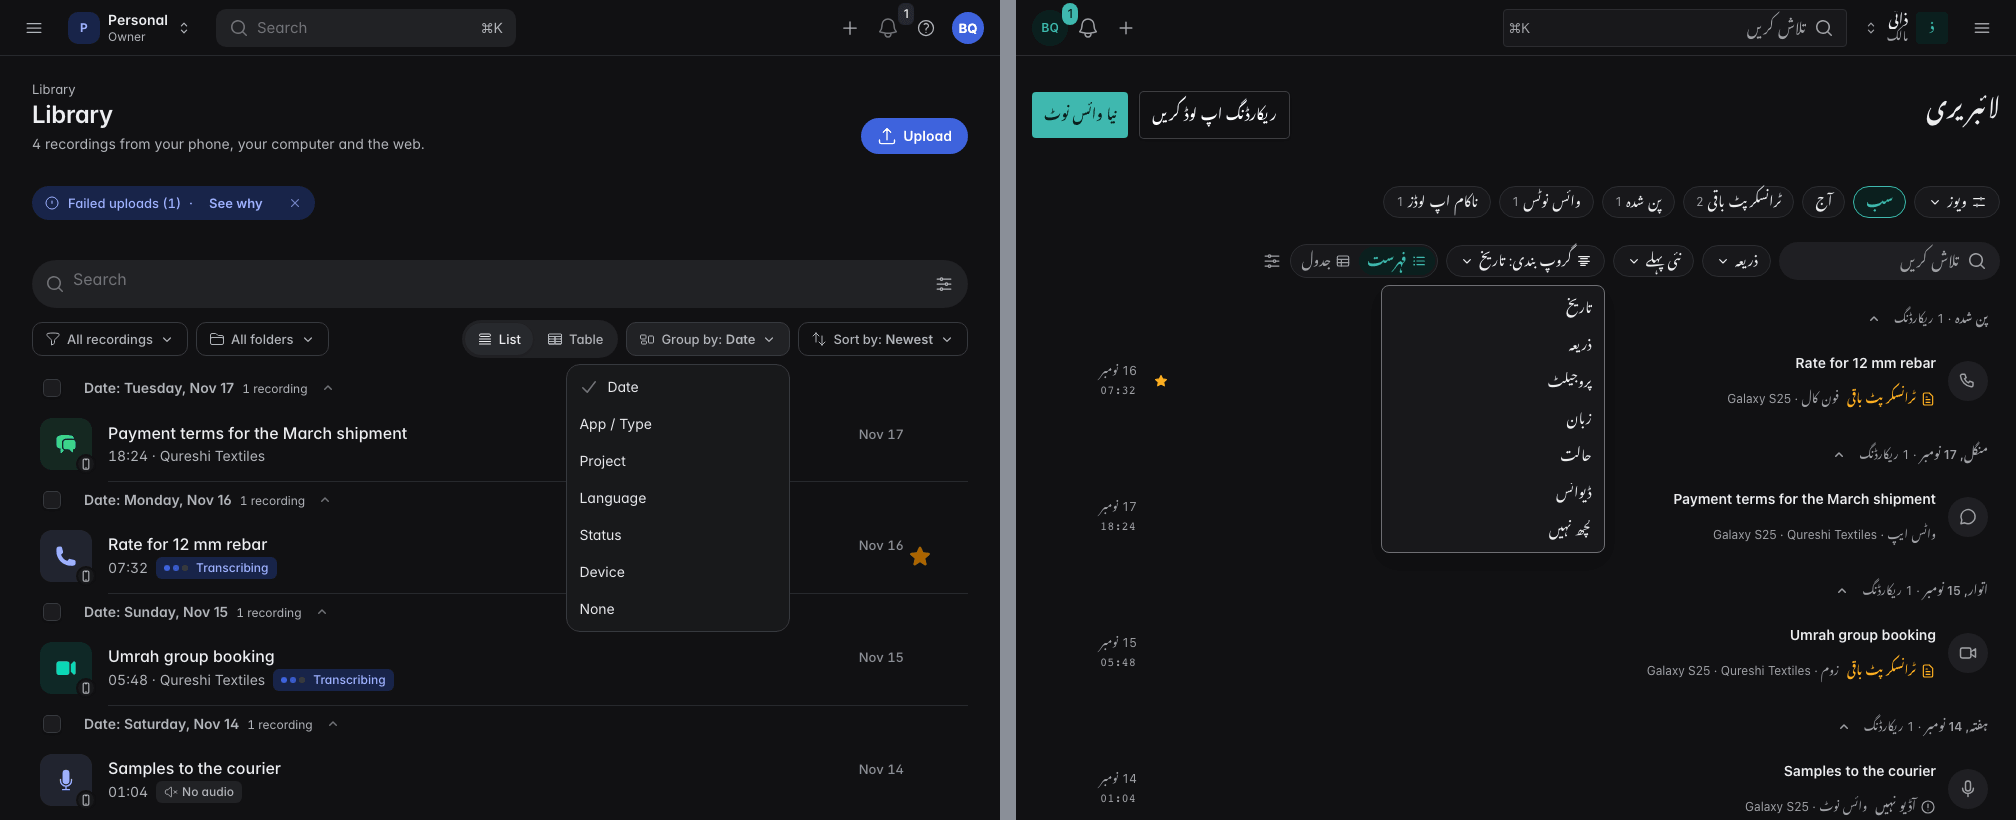 P Personal
Owner
Search ⌘K
1
BQ
Library
Library
4 recordings from your phone, your computer and the web.
Upload
Failed uploads (1) · See why
Search
All recordings
All folders
List
Table
Group by: Date
Sort by: Newest
Date: Tuesday, Nov 17 1 recording
Payment terms for the March shipment
18:24 · Qureshi Textiles
Nov 17
Date: Monday, Nov 16 1 recording
Rate for 12 mm rebar
07:32 Transcribing
Nov 16
Date: Sunday, Nov 15 1 recording
Umrah group booking
05:48 · Qureshi Textiles Transcribing
Nov 15
Date: Saturday, Nov 14 1 recording
Samples to the courier
01:04 No audio
Nov 14
Date
App / Type
Project
Language
Status
Device
None
ذ ذاتی
مالک
تلاش کریں ⌘K
1
BQ
لائبریری
ریکارڈنگ اپ لوڈ کریں
نیا وائس نوٹ
ویوز
سب
آج
ٹرانسکرپٹ باقی 2
پن شدہ 1
وائس نوٹس 1
ناکام اپ لوڈز 1
تلاش کریں
ذریعہ
نئی پہلے
گروپ بندی: تاریخ
فہرست
جدول
تاریخ
ذریعہ
پروجیکٹ
زبان
حالت
ڈیوائس
کچھ نہیں
پن شدہ · 1 ریکارڈنگ
Rate for 12 mm rebar
ٹرانسکرپٹ باقی فون کال · Galaxy S25
16 نومبر
07:32
منگل, 17 نومبر · 1 ریکارڈنگ
Payment terms for the March shipment
واٹس ایپ · Galaxy S25 · Qureshi Textiles
17 نومبر
18:24
اتوار, 15 نومبر · 1 ریکارڈنگ
Umrah group booking
ٹرانسکرپٹ باقی زوم · Galaxy S25 · Qureshi Textiles
15 نومبر
05:48
ہفتہ, 14 نومبر · 1 ریکارڈنگ
Samples to the courier
آڈیو نہیں وائس نوٹ · Galaxy S25
14 نومبر
01:04